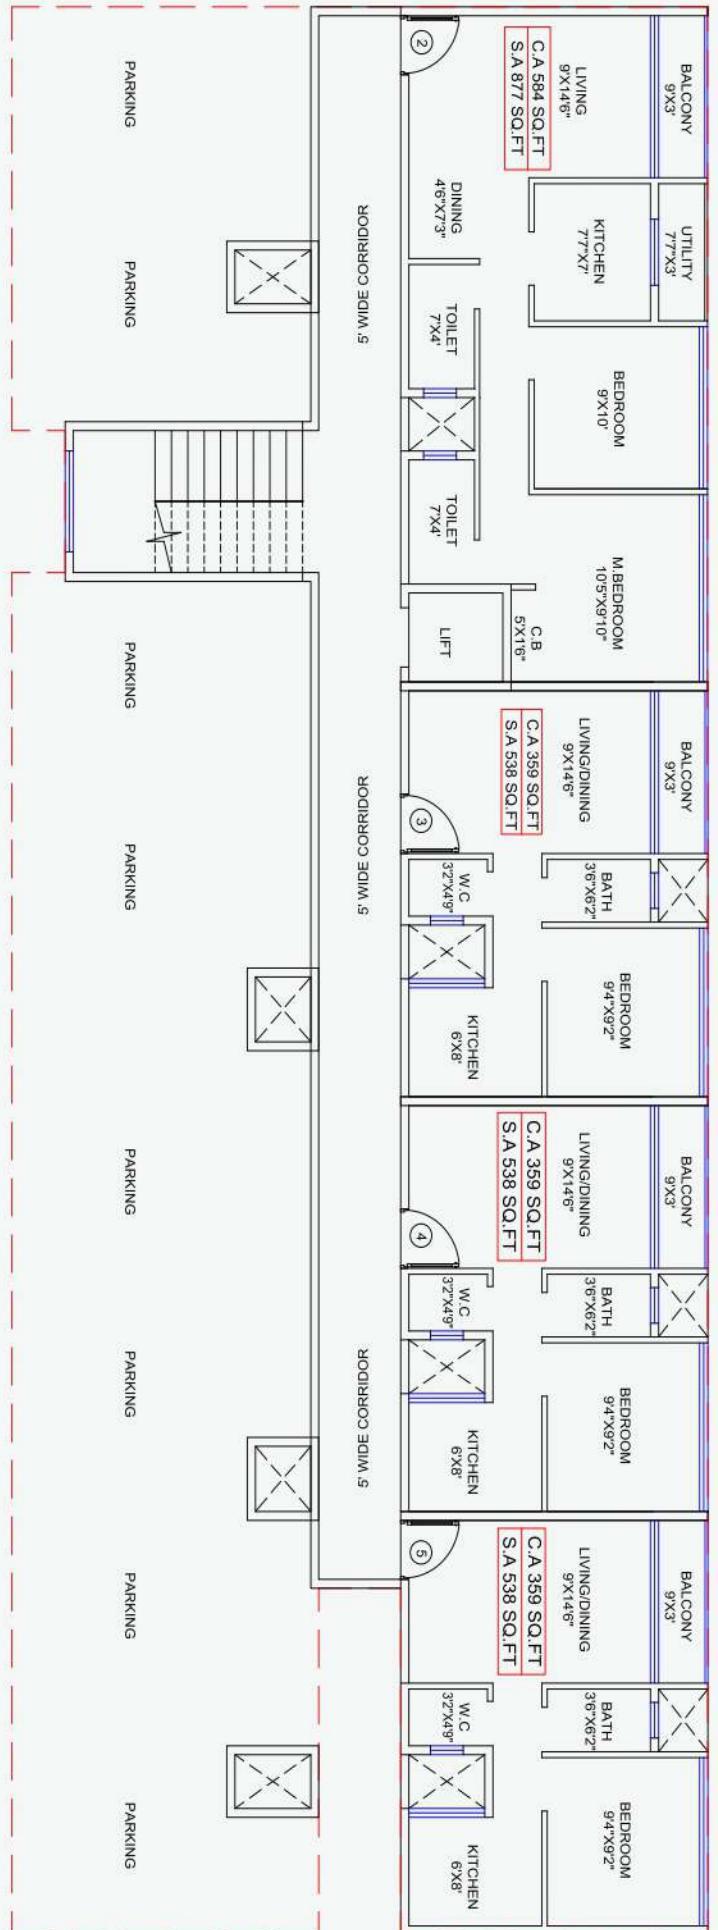 BALCONY
9'X3'
UTILITY
7'7"X3'
LIVING
9'X14'6"
KITCHEN
7'7"X7'
BEDROOM
9'X10'
M.BEDROOM
10'5"X9'10"
C.A 584 SQ.FT
S.A 877 SQ.FT
DINING
4'6"X7'3"
TOILET
7'X4'
TOILET
7'X4'
C.B
5'X1'6"
LIFT
2
BALCONY
9'X3'
LIVING/DINING
9'X14'6"
BATH
3'6"X6'2"
BEDROOM
9'4"X9'2"
C.A 359 SQ.FT
S.A 538 SQ.FT
W.C
3'2"X4'9"
KITCHEN
6'X8'
3
BALCONY
9'X3'
LIVING/DINING
9'X14'6"
BATH
3'6"X6'2"
BEDROOM
9'4"X9'2"
C.A 359 SQ.FT
S.A 538 SQ.FT
W.C
3'2"X4'9"
KITCHEN
6'X8'
4
BALCONY
9'X3'
LIVING/DINING
9'X14'6"
BATH
3'6"X6'2"
BEDROOM
9'4"X9'2"
C.A 359 SQ.FT
S.A 538 SQ.FT
W.C
3'2"X4'9"
KITCHEN
6'X8'
5
5' WIDE CORRIDOR
5' WIDE CORRIDOR
5' WIDE CORRIDOR
PARKING
PARKING
PARKING
PARKING
PARKING
PARKING
PARKING
PARKING